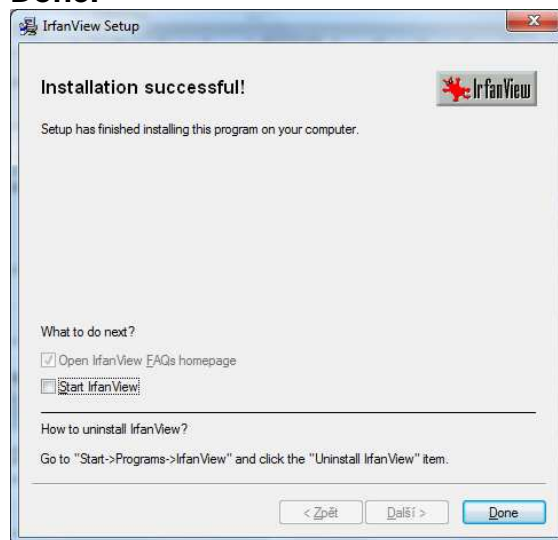 Done.
IrfanView Setup
Installation successful!
IrfanView
Setup has finished installing this program on your computer.
What to do next?
Open IrfanView FAQs homepage
Start IrfanView
How to uninstall IrfanView?
Go to "Start->Programs->IrfanView" and click the "Uninstall IrfanView" item.
< Zpět Další > Done